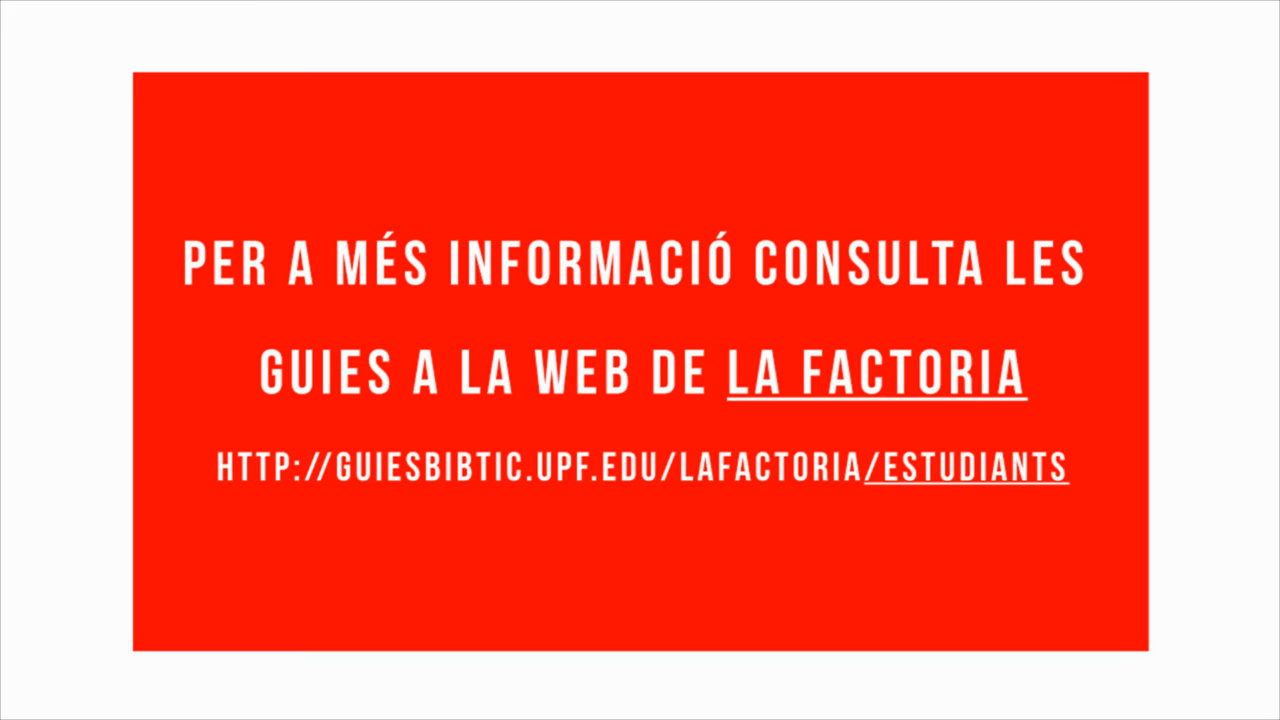 PER A MÉS INFORMACIÓ CONSULTA LES
GUIES A LA WEB DE LA FACTORIA
HTTP://GUIESBIBTIC.UPF.EDU/LAFACTORIA/ESTUDIANTS